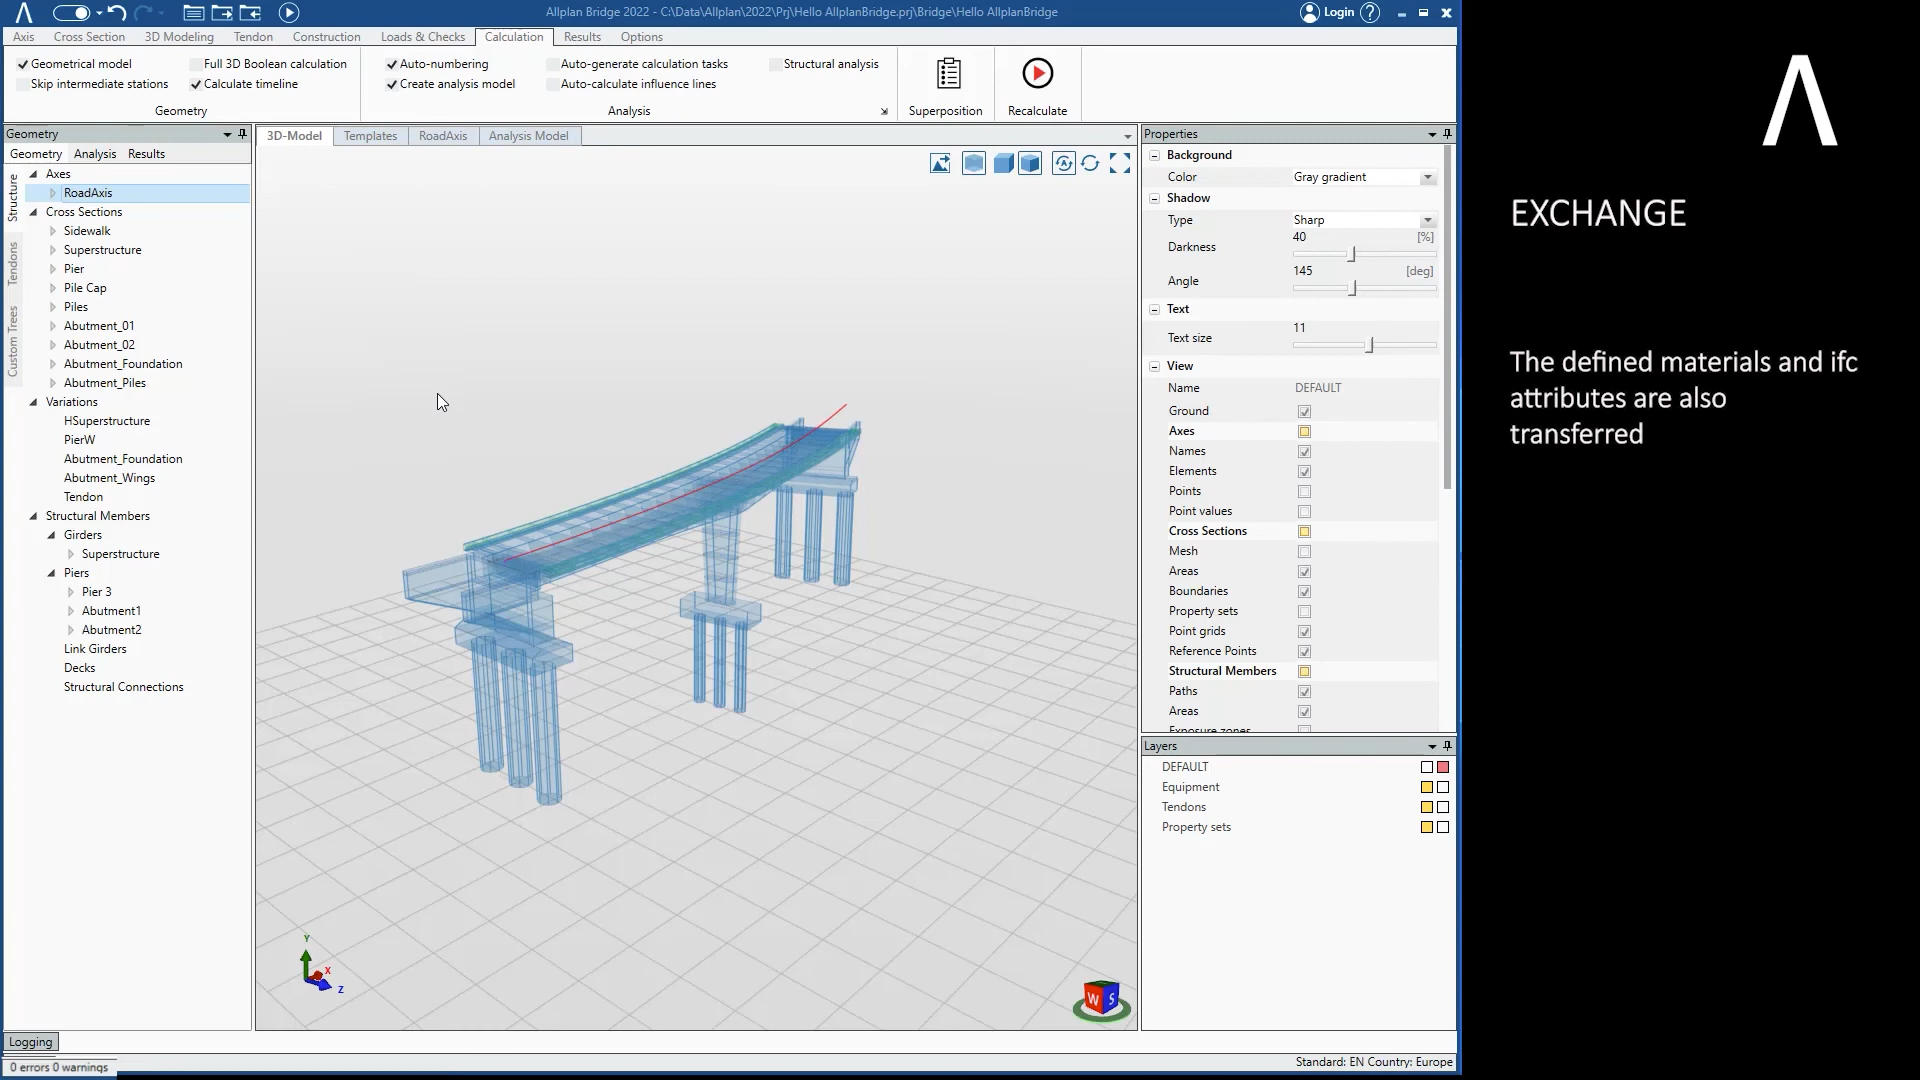 Allplan Bridge 2022 - C:\Data\Allplan\2022\Prj\Hello AllplanBridge.prj\Bridge\Hello AllplanBridge
Login
Axis Cross Section 3D Modeling Tendon Construction Loads & Checks Calculation Results Options
Geometrical model Full 3D Boolean calculation Auto-numbering Auto-generate calculation tasks Structural analysis
Skip intermediate stations Calculate timeline Create analysis model Auto-calculate influence lines
Geometry Analysis Superposition Recalculate
Geometry
Geometry Analysis Results
Structure
Tendons
Custom Trees
Axes
RoadAxis
Cross Sections
Sidewalk
Superstructure
Pier
Pile Cap
Piles
Abutment_01
Abutment_02
Abutment_Foundation
Abutment_Piles
Variations
HSuperstructure
PierW
Abutment_Foundation
Abutment_Wings
Tendon
Structural Members
Girders
Superstructure
Piers
Pier 3
Abutment1
Abutment2
Link Girders
Decks
Structural Connections
3D-Model Templates RoadAxis Analysis Model
Y
X
Z
W S
Properties
Background
Color Gray gradient
Shadow
Type Sharp
Darkness 40 [%]
Angle 145 [deg]
Text
Text size 11
View
Name DEFAULT
Ground
Axes
Names
Elements
Points
Point values
Cross Sections
Mesh
Areas
Boundaries
Property sets
Point grids
Reference Points
Structural Members
Paths
Areas
Exposure zones
Layers
DEFAULT
Equipment
Tendons
Property sets
Logging
0 errors 0 warnings
Standard: EN Country: Europe
EXCHANGE
The defined materials and ifc
attributes are also
transferred